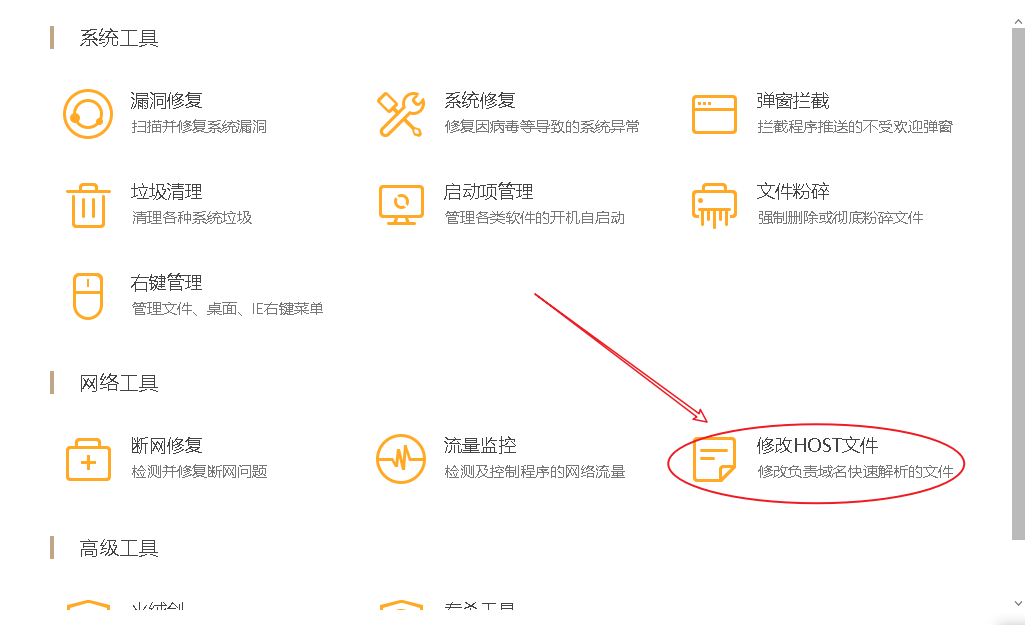 系统工具
漏洞修复
扫描并修复系统漏洞
系统修复
修复因病毒等导致的系统异常
弹窗拦截
拦截程序推送的不受欢迎弹窗
垃圾清理
清理各种系统垃圾
启动项管理
管理各类软件的开机自启动
文件粉碎
强制删除或彻底粉碎文件
右键管理
管理文件、桌面、IE右键菜单
网络工具
断网修复
检测并修复断网问题
流量监控
检测及控制程序的网络流量
修改HOST文件
修改负责域名快速解析的文件
高级工具
火绒剑
专杀工具